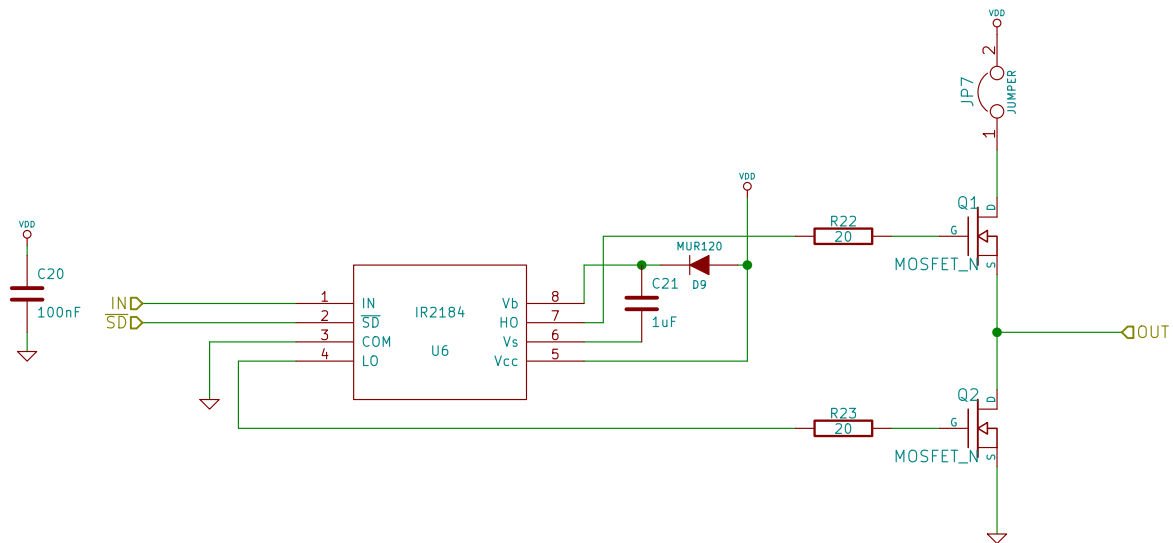 VDD
2
JP7
JUMPER
1
VDD
Q1
D
G
S
MOSFET_N
R22
20
VDD
C20
100nF
MUR120
D9
C21
1uF
IN
SD
1
2
3
4
IN
SD
COM
LO
IR2184
U6
Vb
HO
Vs
Vcc
8
7
6
5
OUT
Q2
D
G
S
MOSFET_N
R23
20